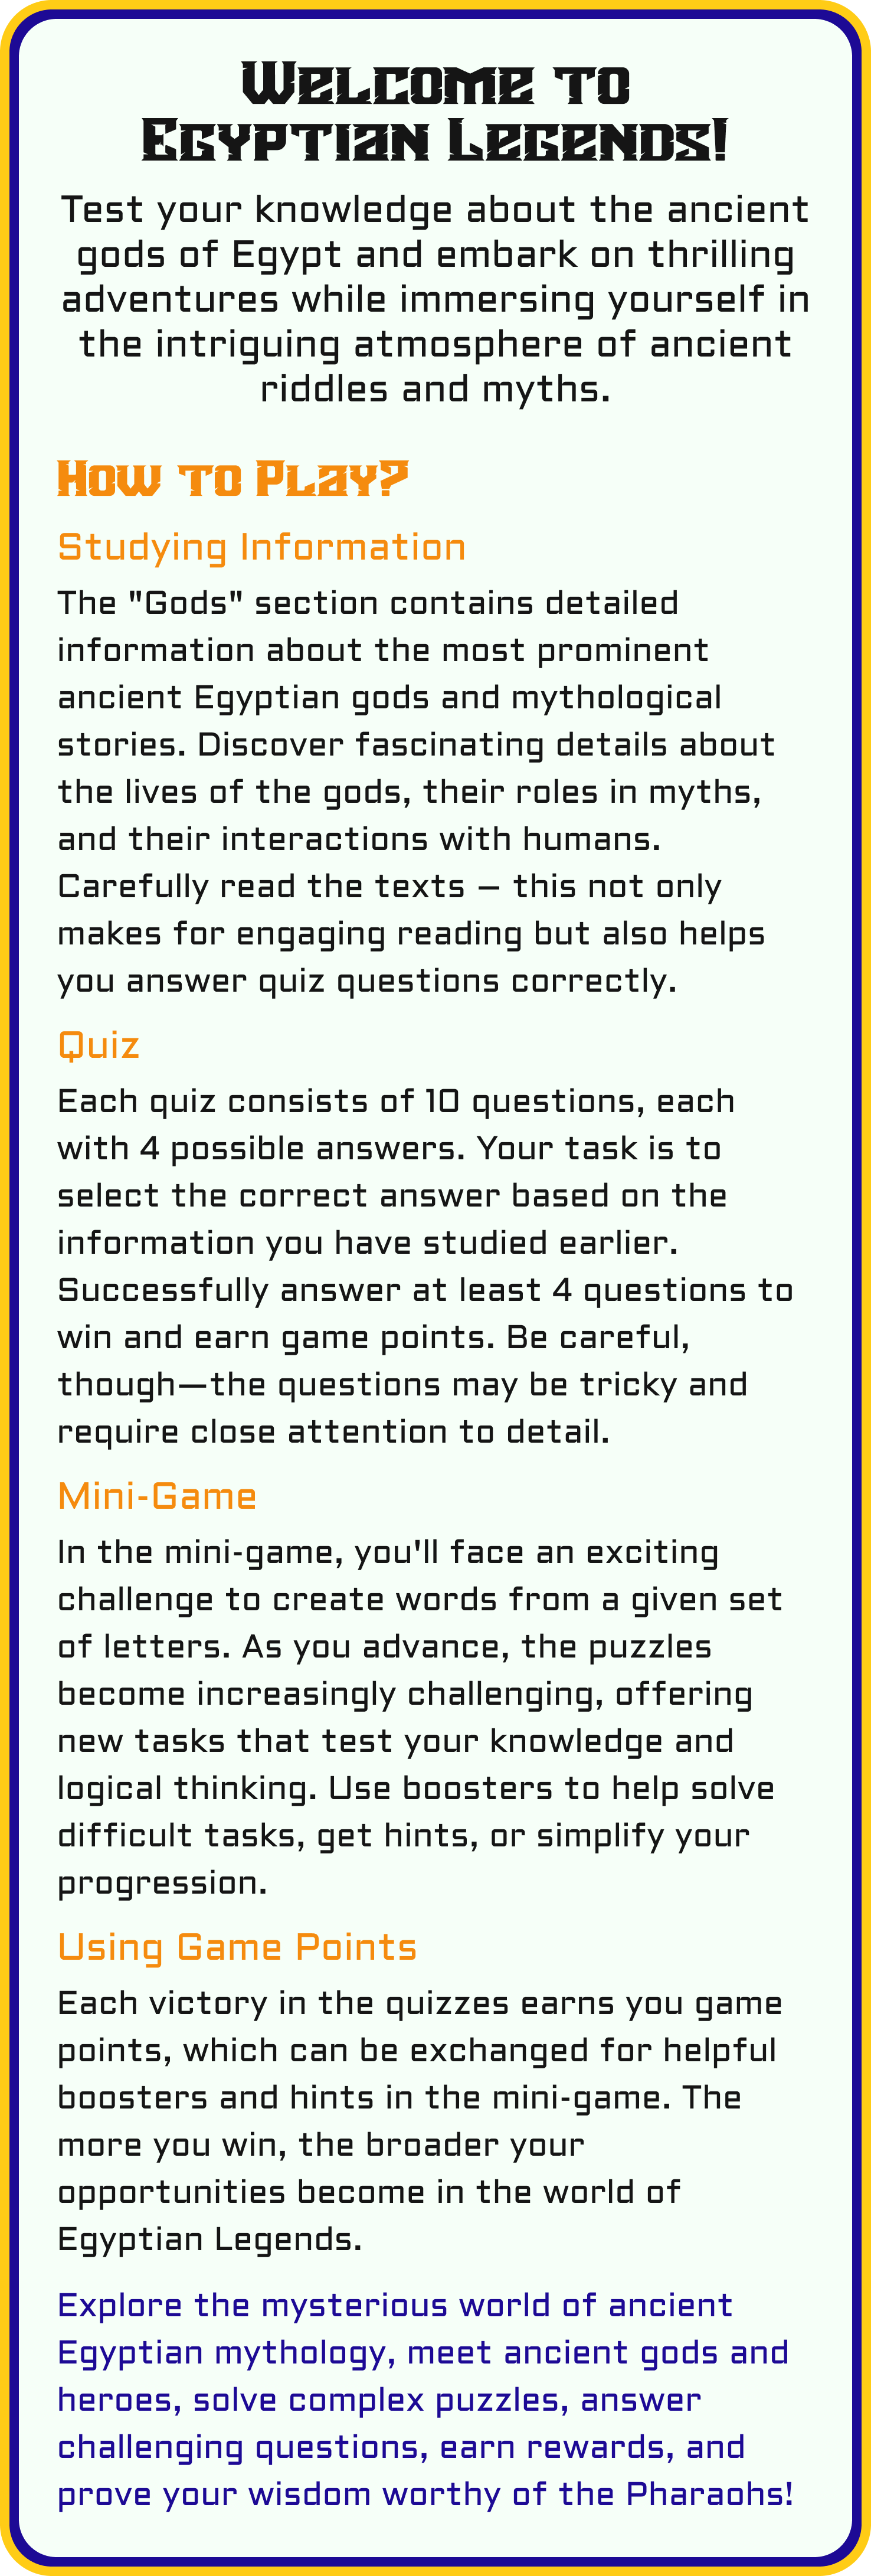 Welcome to
Egyptian Legends!
Test your knowledge about the ancient
gods of Egypt and embark on thrilling
adventures while immersing yourself in
the intriguing atmosphere of ancient
riddles and myths.
How to Play?
Studying Information
The "Gods" section contains detailed
information about the most prominent
ancient Egyptian gods and mythological
stories. Discover fascinating details about
the lives of the gods, their roles in myths,
and their interactions with humans.
Carefully read the texts – this not only
makes for engaging reading but also helps
you answer quiz questions correctly.
Quiz
Each quiz consists of 10 questions, each
with 4 possible answers. Your task is to
select the correct answer based on the
information you have studied earlier.
Successfully answer at least 4 questions to
win and earn game points. Be careful,
though—the questions may be tricky and
require close attention to detail.
Mini-Game
In the mini-game, you'll face an exciting
challenge to create words from a given set
of letters. As you advance, the puzzles
become increasingly challenging, offering
new tasks that test your knowledge and
logical thinking. Use boosters to help solve
difficult tasks, get hints, or simplify your
progression.
Using Game Points
Each victory in the quizzes earns you game
points, which can be exchanged for helpful
boosters and hints in the mini-game. The
more you win, the broader your
opportunities become in the world of
Egyptian Legends.
Explore the mysterious world of ancient
Egyptian mythology, meet ancient gods and
heroes, solve complex puzzles, answer
challenging questions, earn rewards, and
prove your wisdom worthy of the Pharaohs!